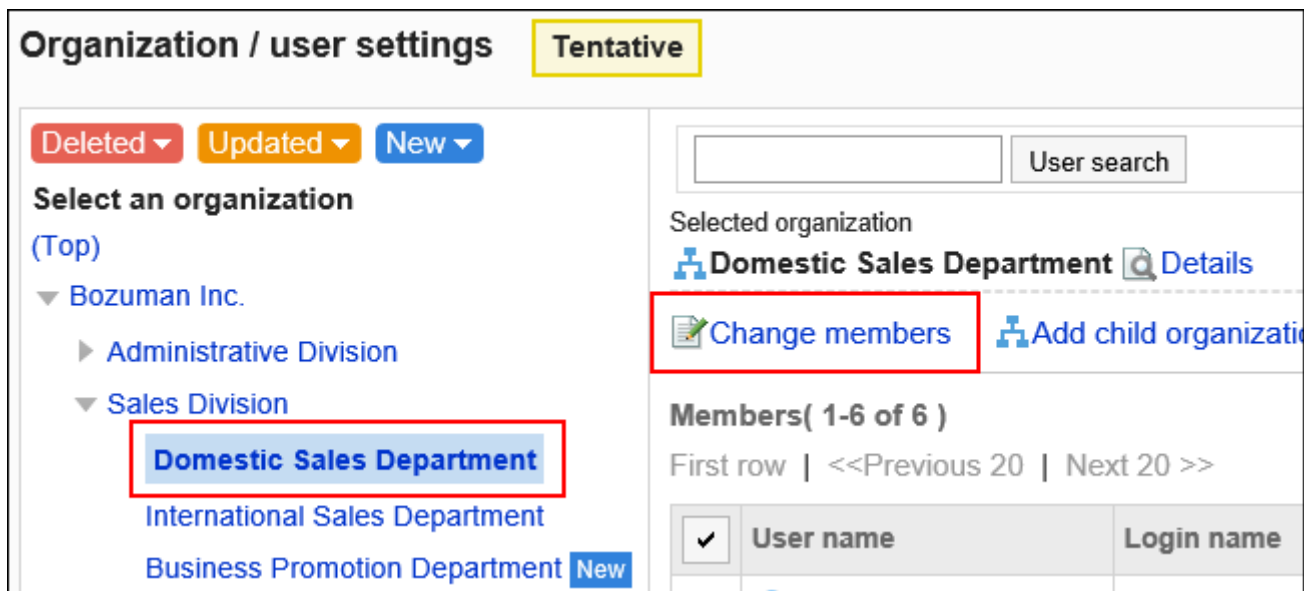 Organization / user settings Tentative
Deleted Updated New
Select an organization
(Top)
Bozuman Inc.
Administrative Division
Sales Division
Domestic Sales Department
International Sales Department
Business Promotion Department New
User search
Selected organization
Domestic Sales Department Details
Change members Add child organizatio
Members( 1-6 of 6 )
First row | <<Previous 20 | Next 20 >>
User name Login name